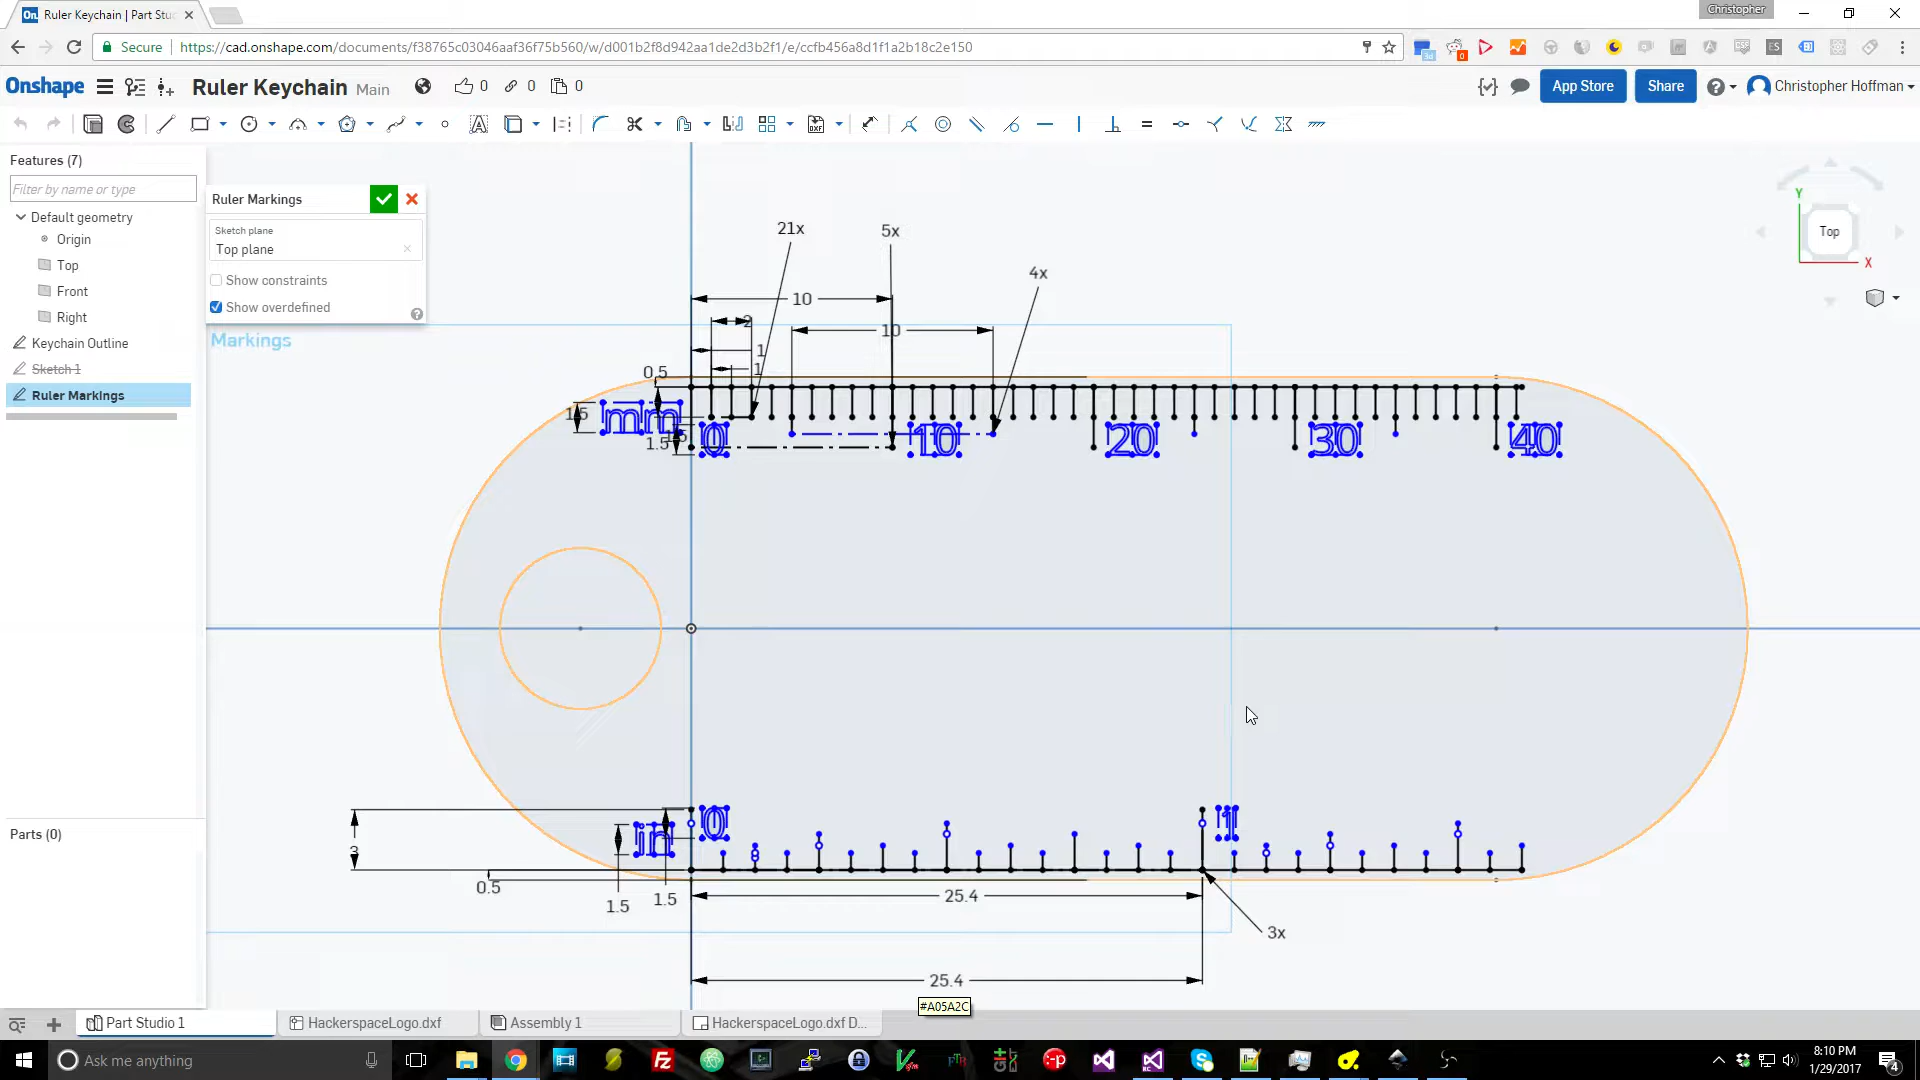 Christopher
Ruler Keychain | Part Stu
Secure
https://cad.onshape.com/documents/f38765c03046aaf36f75b560/w/d001b2f8d942aa1de2d3b2f1/e/ccfb456a8d1f1a2b18c2e150
Onshape
Ruler Keychain Main
0
0
0
App Store
Share
Christopher Hoffman
Features (7)
Filter by name or type
Default geometry
Origin
Top
Front
Right
Keychain Outline
Sketch 1
Ruler Markings
Parts (0)
Ruler Markings
Sketch plane
Top plane
Show constraints
Show overdefined
Markings
Y
Top
X
21x
5x
4x
10
2
10
1
1
0.5
1.5
mm
1.5
0
10
20
30
40
in
0
1
3
0.5
1.5
1.5
25.4
3x
25.4
#A05A2C
Part Studio 1
HackerspaceLogo.dxf
Assembly 1
HackerspaceLogo.dxf D...
Ask me anything
8:10 PM
1/29/2017
4